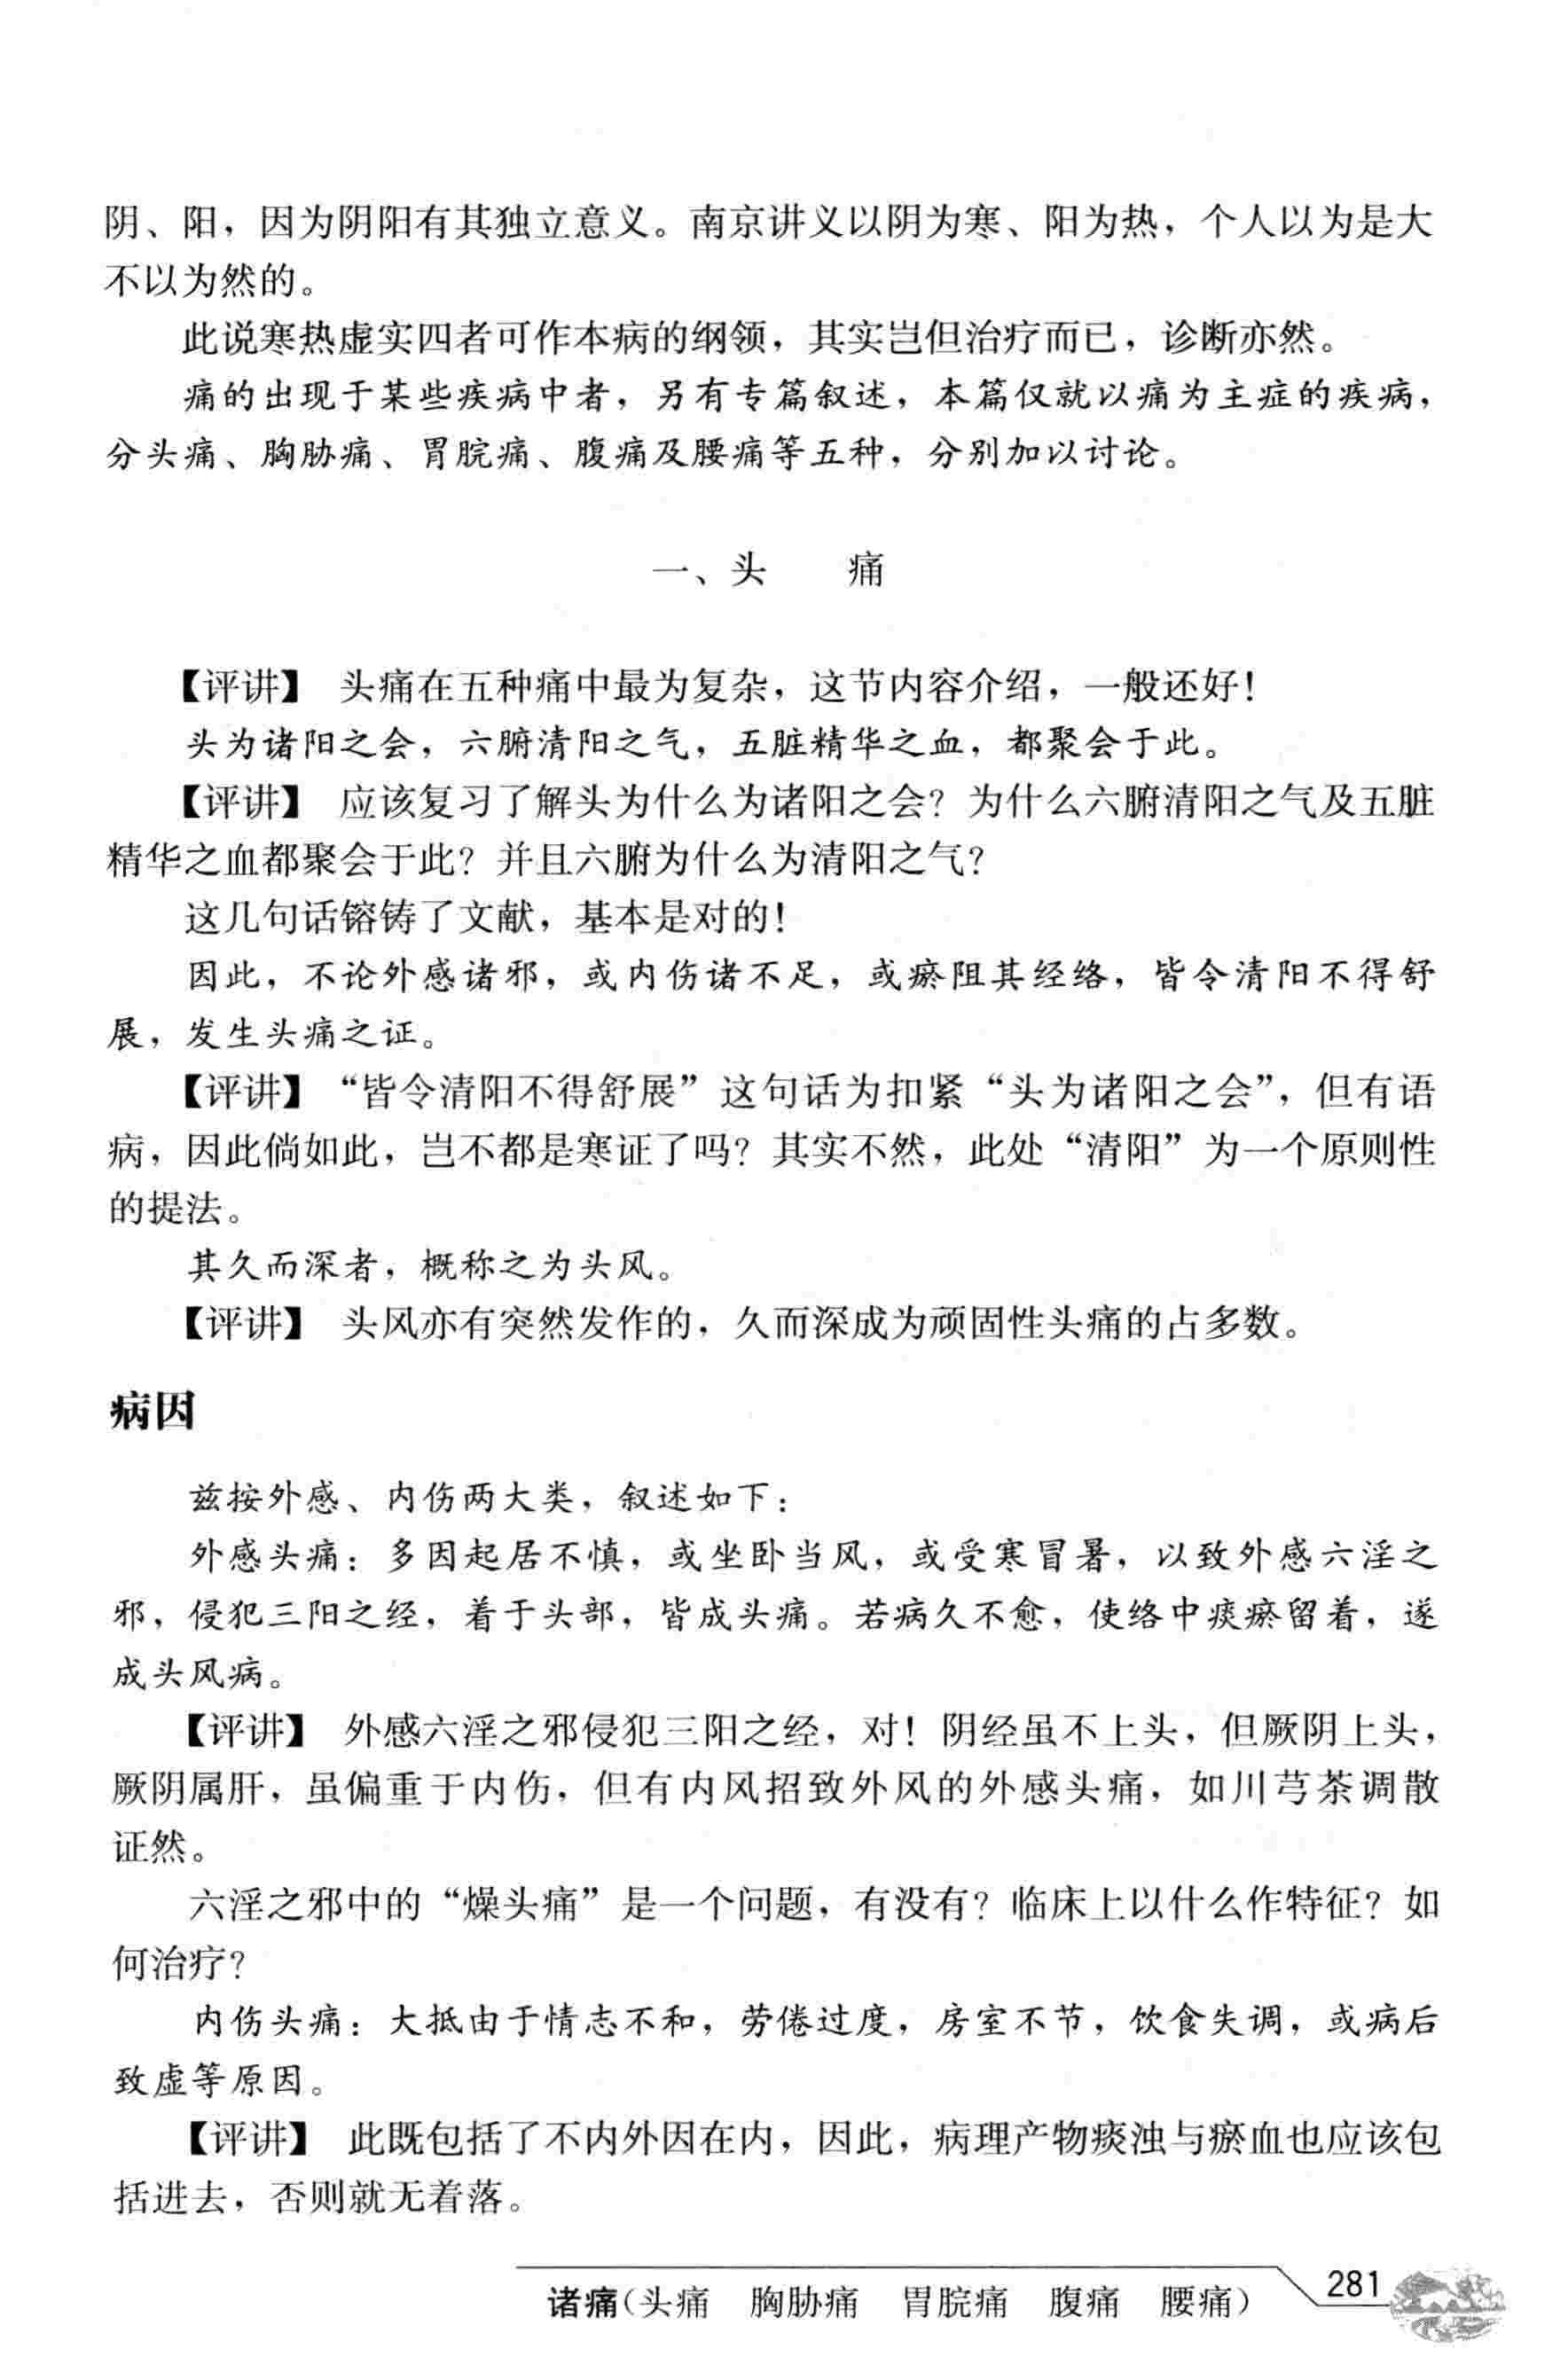 阴、阳，因为阴阳有其独立意义。南京讲义以阴为寒、阳为热，个人以为是大
不以为然的。
此说寒热虚实四者可作本病的纲领，其实岂但治疗而已，诊断亦然。
痛的出现于某些疾病中者，另有专篇叙述，本篇仅就以痛为主症的疾病，
分头痛、胸胁痛、胃脘痛、腹痛及腰痛等五种，分别加以讨论。
一、头　　痛
【评讲】 头痛在五种痛中最为复杂，这节内容介绍，一般还好！
头为诸阳之会，六腑清阳之气，五脏精华之血，都聚会于此。
【评讲】 应该复习了解头为什么为诸阳之会？为什么六腑清阳之气及五脏
精华之血都聚会于此？并且六腑为什么为清阳之气？
这几句话镕铸了文献，基本是对的！
因此，不论外感诸邪，或内伤诸不足，或瘀阻其经络，皆令清阳不得舒
展，发生头痛之证。
【评讲】 “皆令清阳不得舒展”这句话为扣紧“头为诸阳之会”，但有语
病，因此倘如此，岂不都是寒证了吗？其实不然，此处“清阳”为一个原则性
的提法。
其久而深者，概称之为头风。
【评讲】 头风亦有突然发作的，久而深成为顽固性头痛的占多数。
病因
兹按外感、内伤两大类，叙述如下：
外感头痛：多因起居不慎，或坐卧当风，或受寒冒暑，以致外感六淫之
邪，侵犯三阳之经，着于头部，皆成头痛。若病久不愈，使络中痰瘀留着，遂
成头风病。
【评讲】 外感六淫之邪侵犯三阳之经，对！阴经虽不上头，但厥阴上头，
厥阴属肝，虽偏重于内伤，但有内风招致外风的外感头痛，如川芎茶调散
证然。
六淫之邪中的“燥头痛”是一个问题，有没有？临床上以什么作特征？如
何治疗？
内伤头痛：大抵由于情志不和，劳倦过度，房室不节，饮食失调，或病后
致虚等原因。
【评讲】 此既包括了不内外因在内，因此，病理产物痰浊与瘀血也应该包
括进去，否则就无着落。
诸痛（头痛　胸胁痛　胃脘痛　腹痛　腰痛） 281